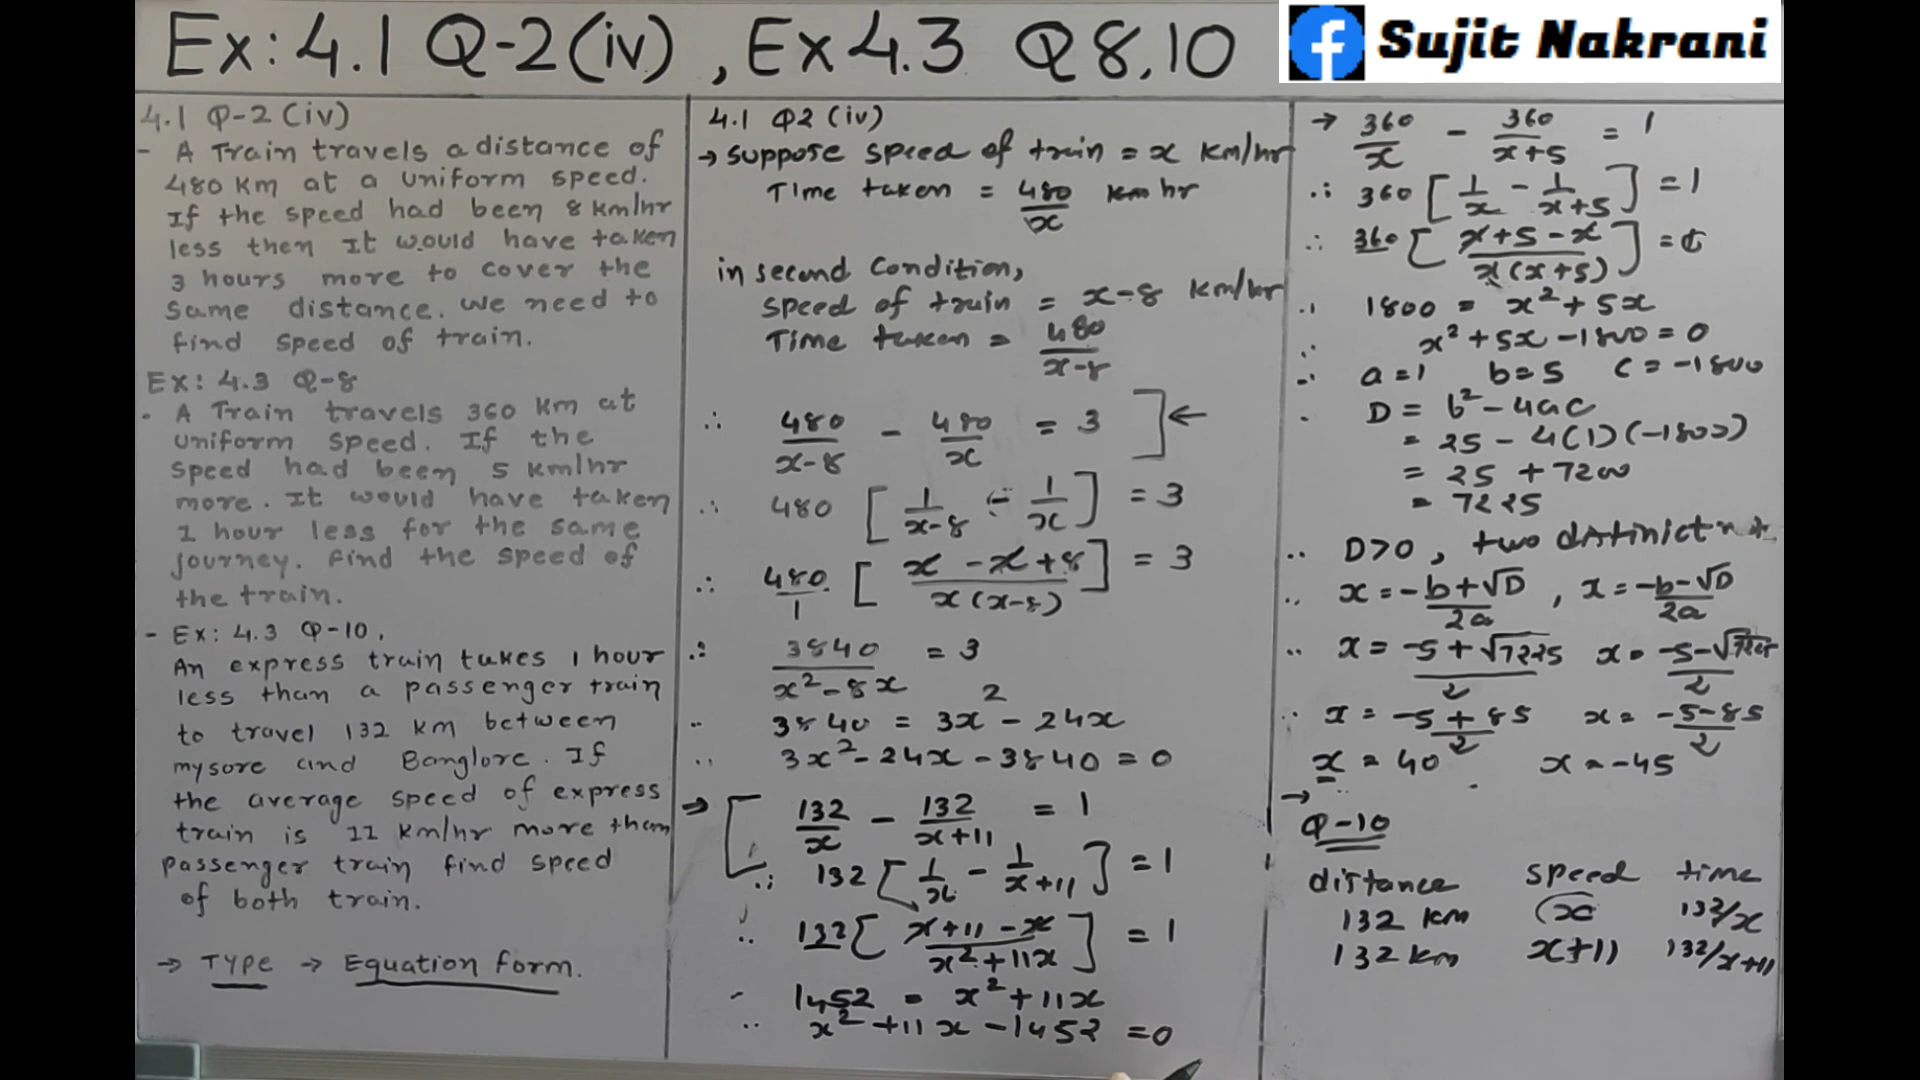 Ex: 4.1 Q-2(iv), Ex 4.3 Q 8,10
Sujit Nakrani
4.1 Q-2 (iv)
- A Train travels a distance of
480 km at a uniform speed.
If the speed had been 8 km/hr
less then It would have taken
3 hours more to cover the
same distance. We need to
find speed of train.
Ex: 4.3 Q-8
- A Train travels 360 km at
uniform speed. If the
speed had been 5 km/hr
more. It would have taken
1 hour less for the same
journey. Find the speed of
the train.
- Ex: 4.3 Q-10,
An express train takes 1 hour
less than a passenger train
to travel 132 km between
mysore and Banglore. If
the average speed of express
train is 11 km/hr more than
passenger train find speed
of both train.
→ TYPE → Equation form.
4.1 Q2 (iv)
→ Suppose speed of train = x km/hr
Time taken = 480/x hr
in second condition,
speed of train = x-8 km/hr
Time taken = 480/x-8
∴ 480/x-8 - 480/x = 3 ] ←
∴ 480 [ 1/x-8 - 1/x ] = 3
∴ 480/1 [ x - x + 8 / x(x-8) ] = 3
∴ 3840/x² - 8x = 3
∴ 3840 = 3x² - 24x
∴ 3x² - 24x - 3840 = 0
→ 132/x - 132/x+11 = 1
∴ 132 [ 1/x - 1/x+11 ] = 1
∴ 132 [ x+11-x / x²+11x ] = 1
∴ 1452 = x² + 11x
∴ x² + 11x - 1452 = 0
→ 360/x - 360/x+5 = 1
∴ 360 [ 1/x - 1/x+5 ] = 1
∴ 360 [ x+5-x / x(x+5) ] = 1
∴ 1800 = x² + 5x
∴ x² + 5x - 1800 = 0
∴ a = 1 b = 5 c = -1800
D = b² - 4ac
= 25 - 4(1)(-1800)
= 25 + 7200
= 7225
∴ D>0, two distinict
∴ x = -b+√D/2a , x = -b-√D/2a
∴ x = -5+√7225/2 x = -5-√7225/2
∴ x = -5+85/2 x = -5-85/2
x = 40 x = -45
→
Q-10
distance speed time
132 km x 132/x
132 km x+11 132/x+11